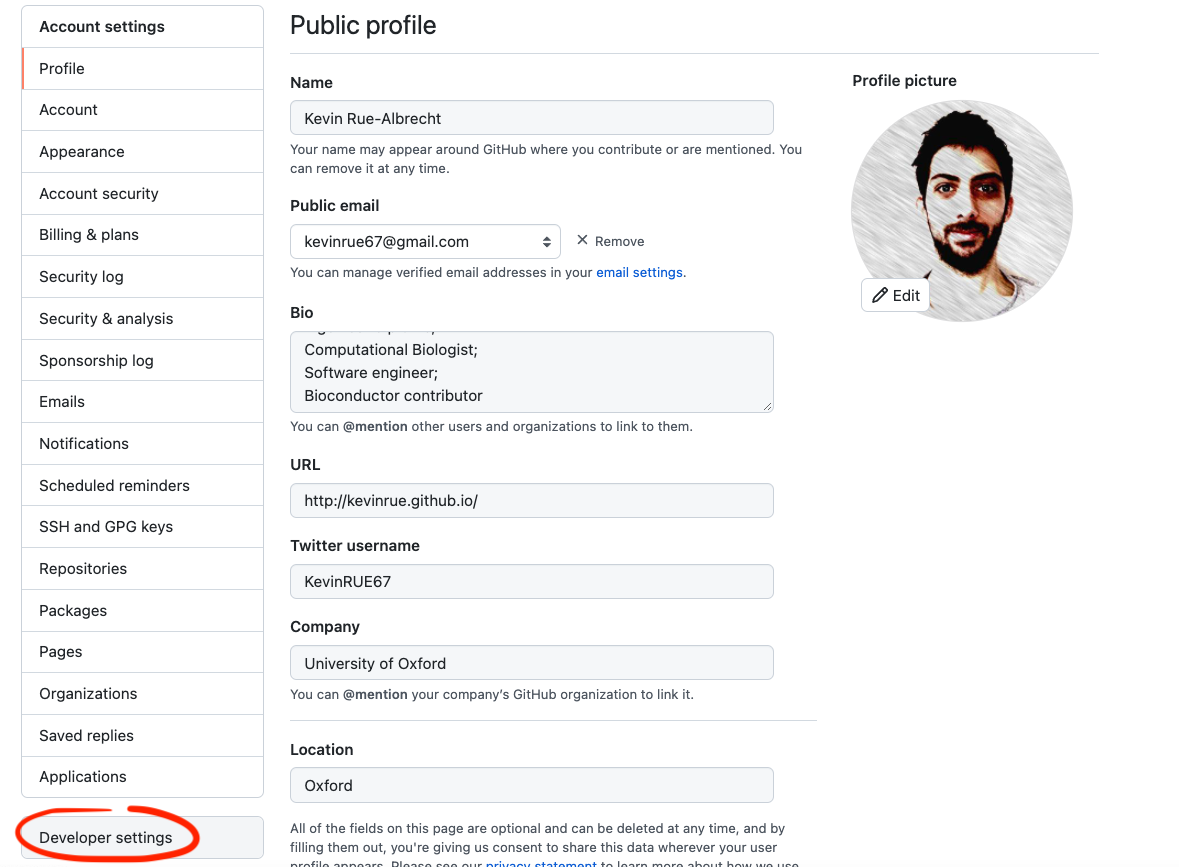 Account settings
Profile
Account
Appearance
Account security
Billing & plans
Security log
Security & analysis
Sponsorship log
Emails
Notifications
Scheduled reminders
SSH and GPG keys
Repositories
Packages
Pages
Organizations
Saved replies
Applications
Developer settings
Public profile
Name
Kevin Rue-Albrecht
Your name may appear around GitHub where you contribute or are mentioned. You
can remove it at any time.
Public email
kevinrue67@gmail.com
Remove
You can manage verified email addresses in your email settings.
Bio
Computational Biologist;
Software engineer;
Bioconductor contributor
You can @mention other users and organizations to link to them.
URL
http://kevinrue.github.io/
Twitter username
KevinRUE67
Company
University of Oxford
You can @mention your company's GitHub organization to link it.
Location
Oxford
All of the fields on this page are optional and can be deleted at any time, and by
filling them out, you're giving us consent to share this data wherever your user
profile appears. Please see our privacy statement to learn more about how we use
Profile picture
Edit